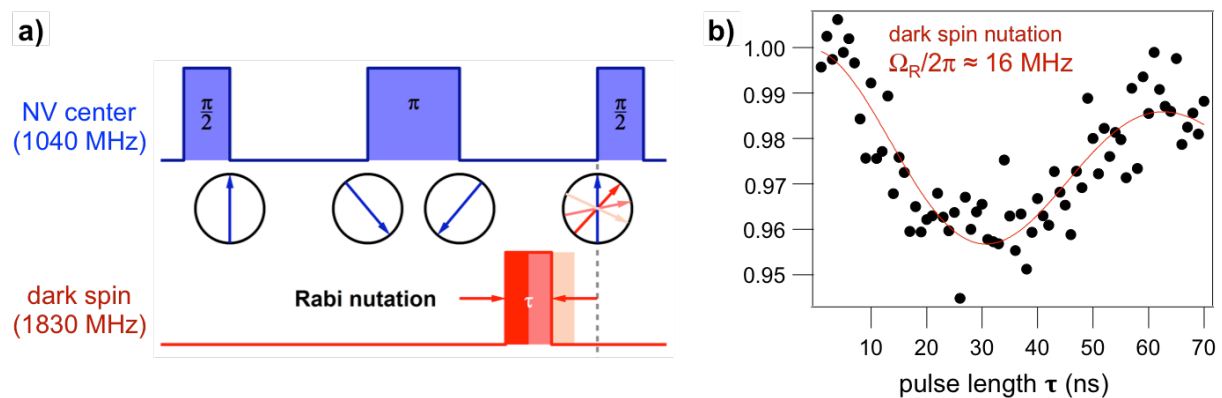 a)
NV center
(1040 MHz)
π/2
π
π/2
dark spin
(1830 MHz)
Rabi nutation
τ
b)
dark spin nutation
Ω_R/2π ≈ 16 MHz
1.00
0.99
0.98
0.97
0.96
0.95
10 20 30 40 50 60 70
pulse length τ (ns)